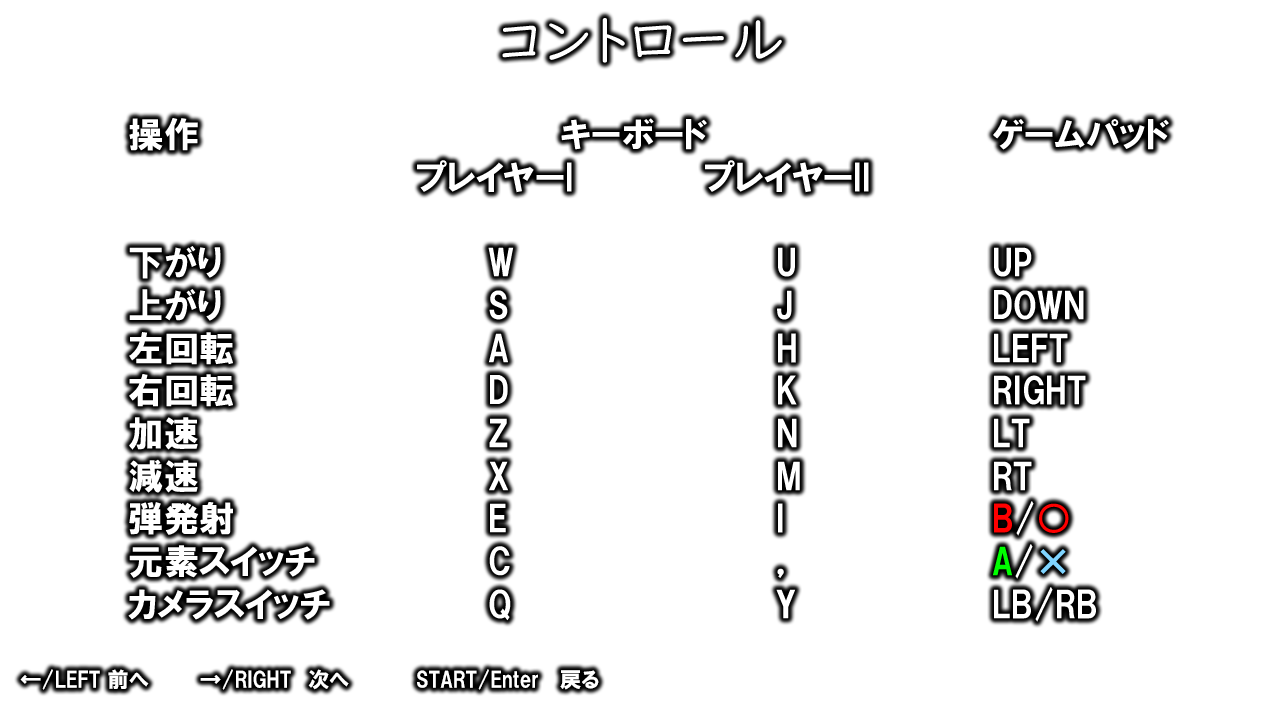 コントロール
操作 キーボード ゲームパッド
プレイヤーI プレイヤーII
下がり W U UP
上がり S J DOWN
左回転 A H LEFT
右回転 D K RIGHT
加速 Z N LT
減速 X M RT
弾発射 E I B/〇
元素スイッチ C , A/✕
カメラスイッチ Q Y LB/RB
←/LEFT 前へ →/RIGHT 次へ START/Enter 戻る